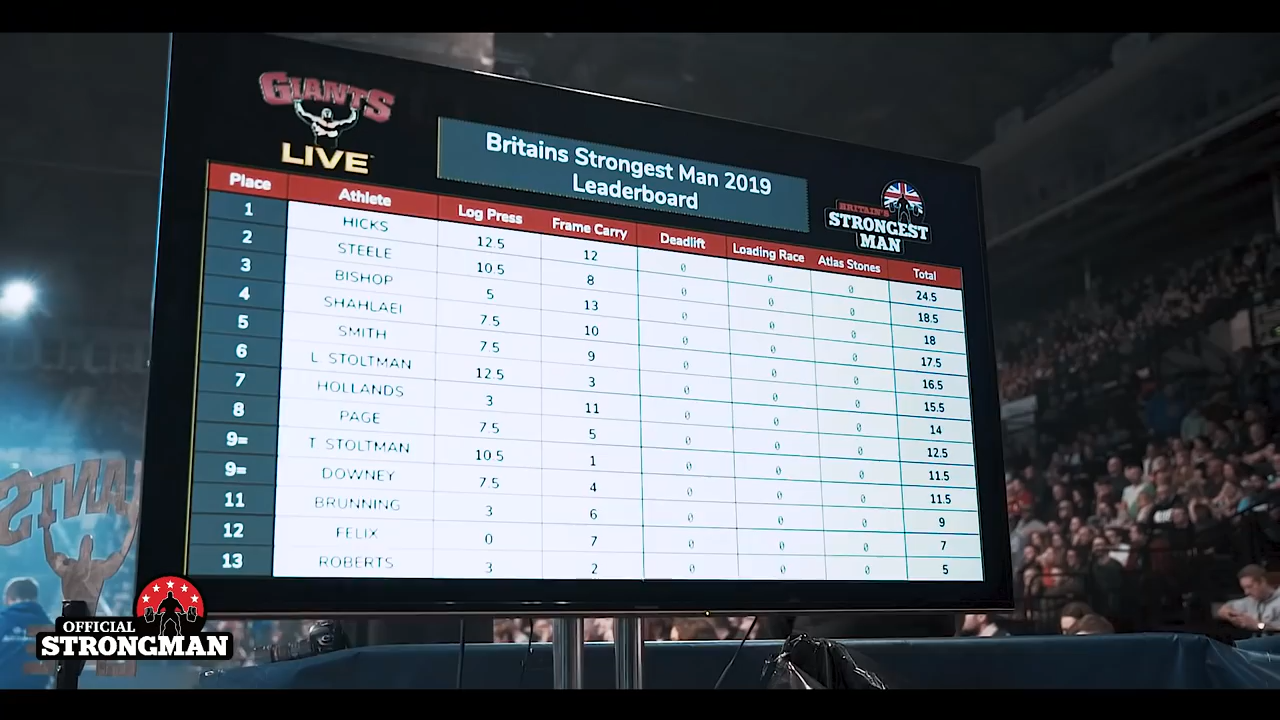 GIANTS
LIVE
Britains Strongest Man 2019
Leaderboard
BRITAIN'S
STRONGEST
MAN
Place Athlete Log Press Frame Carry Deadlift Loading Race Atlas Stones Total
1 HICKS 12.5 12 0 0 0 24.5
2 STEELE 10.5 8 0 0 0 18.5
3 BISHOP 5 13 0 0 0 18
4 SHAHLAEI 7.5 10 0 0 0 17.5
5 SMITH 7.5 9 0 0 0 16.5
6 L STOLTMAN 12.5 3 0 0 0 15.5
7 HOLLANDS 3 11 0 0 0 14
8 PAGE 7.5 5 0 0 0 12.5
9= T STOLTMAN 10.5 1 0 0 0 11.5
9= DOWNEY 7.5 4 0 0 0 11.5
11 BRUNNING 3 6 0 0 0 9
12 FELIX 0 7 0 0 0 7
13 ROBERTS 3 2 0 0 0 5
OFFICIAL
STRONGMAN